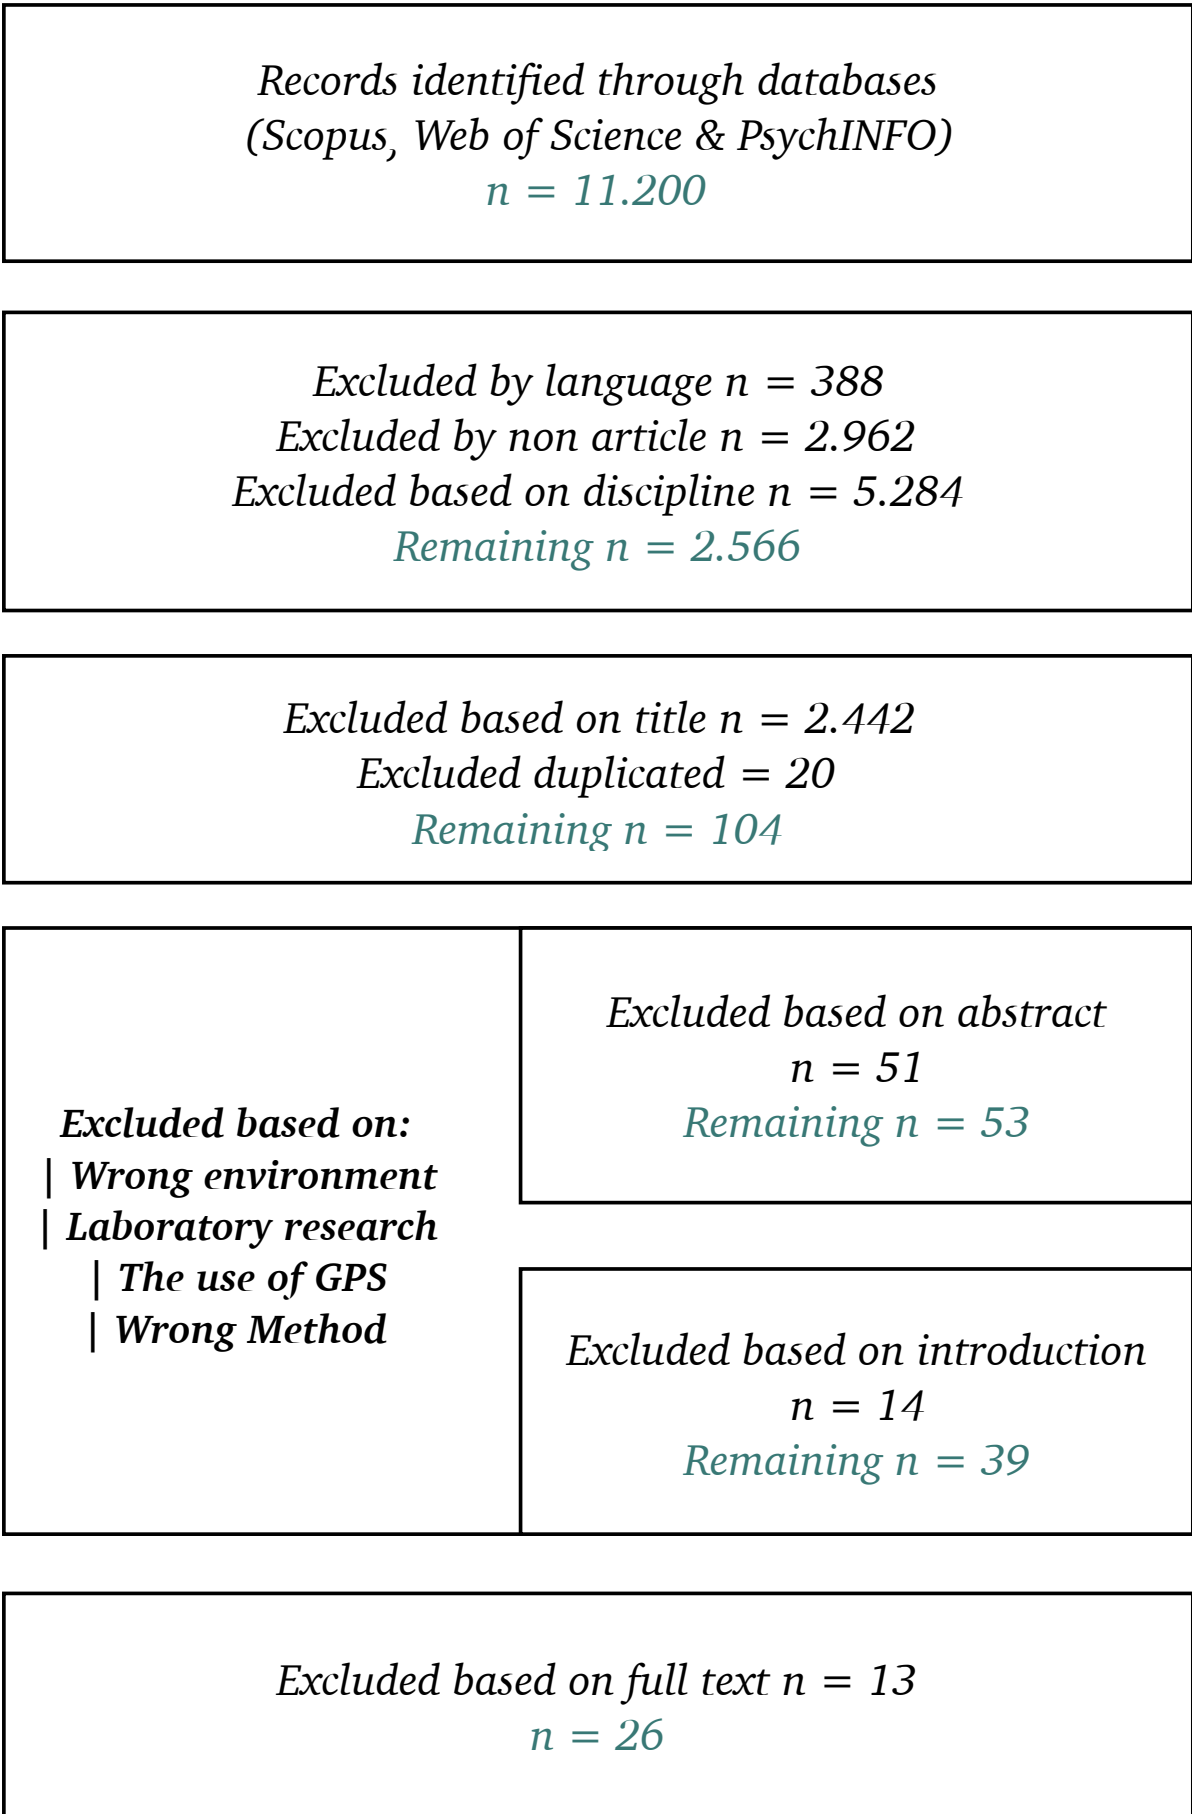 Records identified through databases
(Scopus, Web of Science & PsychINFO)
n = 11.200
Excluded by language n = 388
Excluded by non article n = 2.962
Excluded based on discipline n = 5.284
Remaining n = 2.566
Excluded based on title n = 2.442
Excluded duplicated = 20
Remaining n = 104
Excluded based on:
| Wrong environment
| Laboratory research
| The use of GPS
| Wrong Method
Excluded based on abstract
n = 51
Remaining n = 53
Excluded based on introduction
n = 14
Remaining n = 39
Excluded based on full text n = 13
n = 26